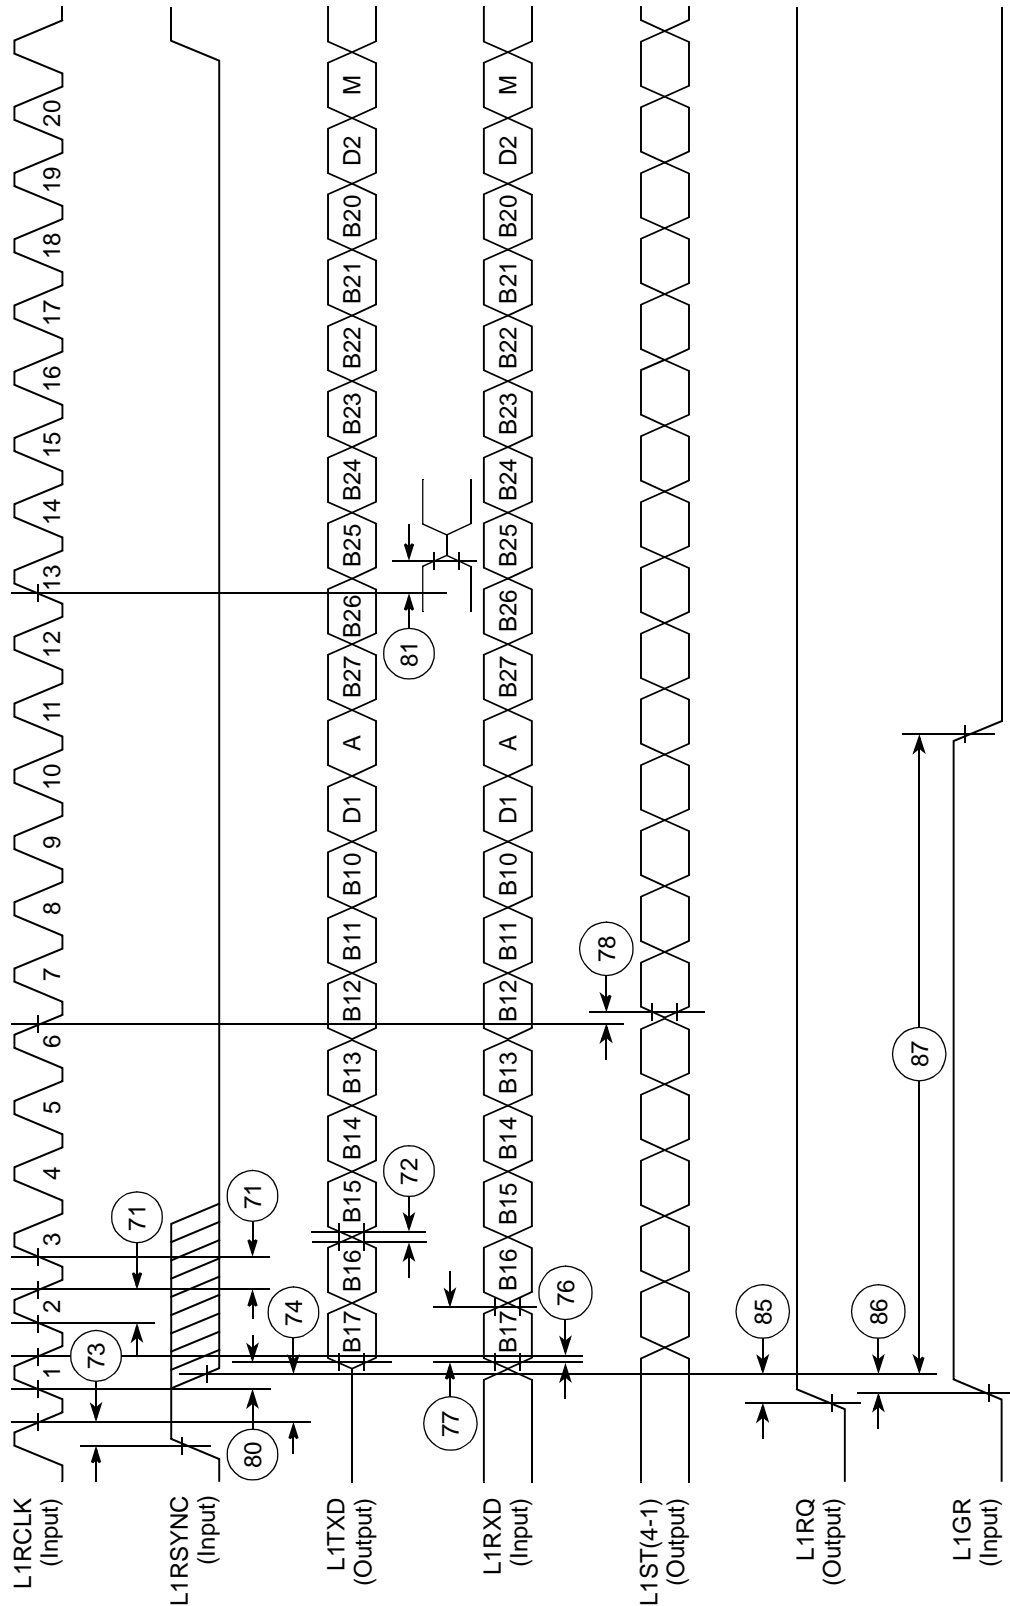 L1RCLK
(Input)
1 2 3 4 5 6 7 8 9 10 11 12 13 14 15 16 17 18 19 20
73
71
L1RSYNC
(Input)
80
74
71
L1TXD
(Output)
B17 B16 B15 B14 B13 B12 B11 B10 D1 A B27 B26 B25 B24 B23 B22 B21 B20 D2 M
72
81
77
L1RXD
(Input)
B17 B16 B15 B14 B13 B12 B11 B10 D1 A B27 B26 B25 B24 B23 B22 B21 B20 D2 M
76
78
L1ST(4-1)
(Output)
85
L1RQ
(Output)
86
87
L1GR
(Input)